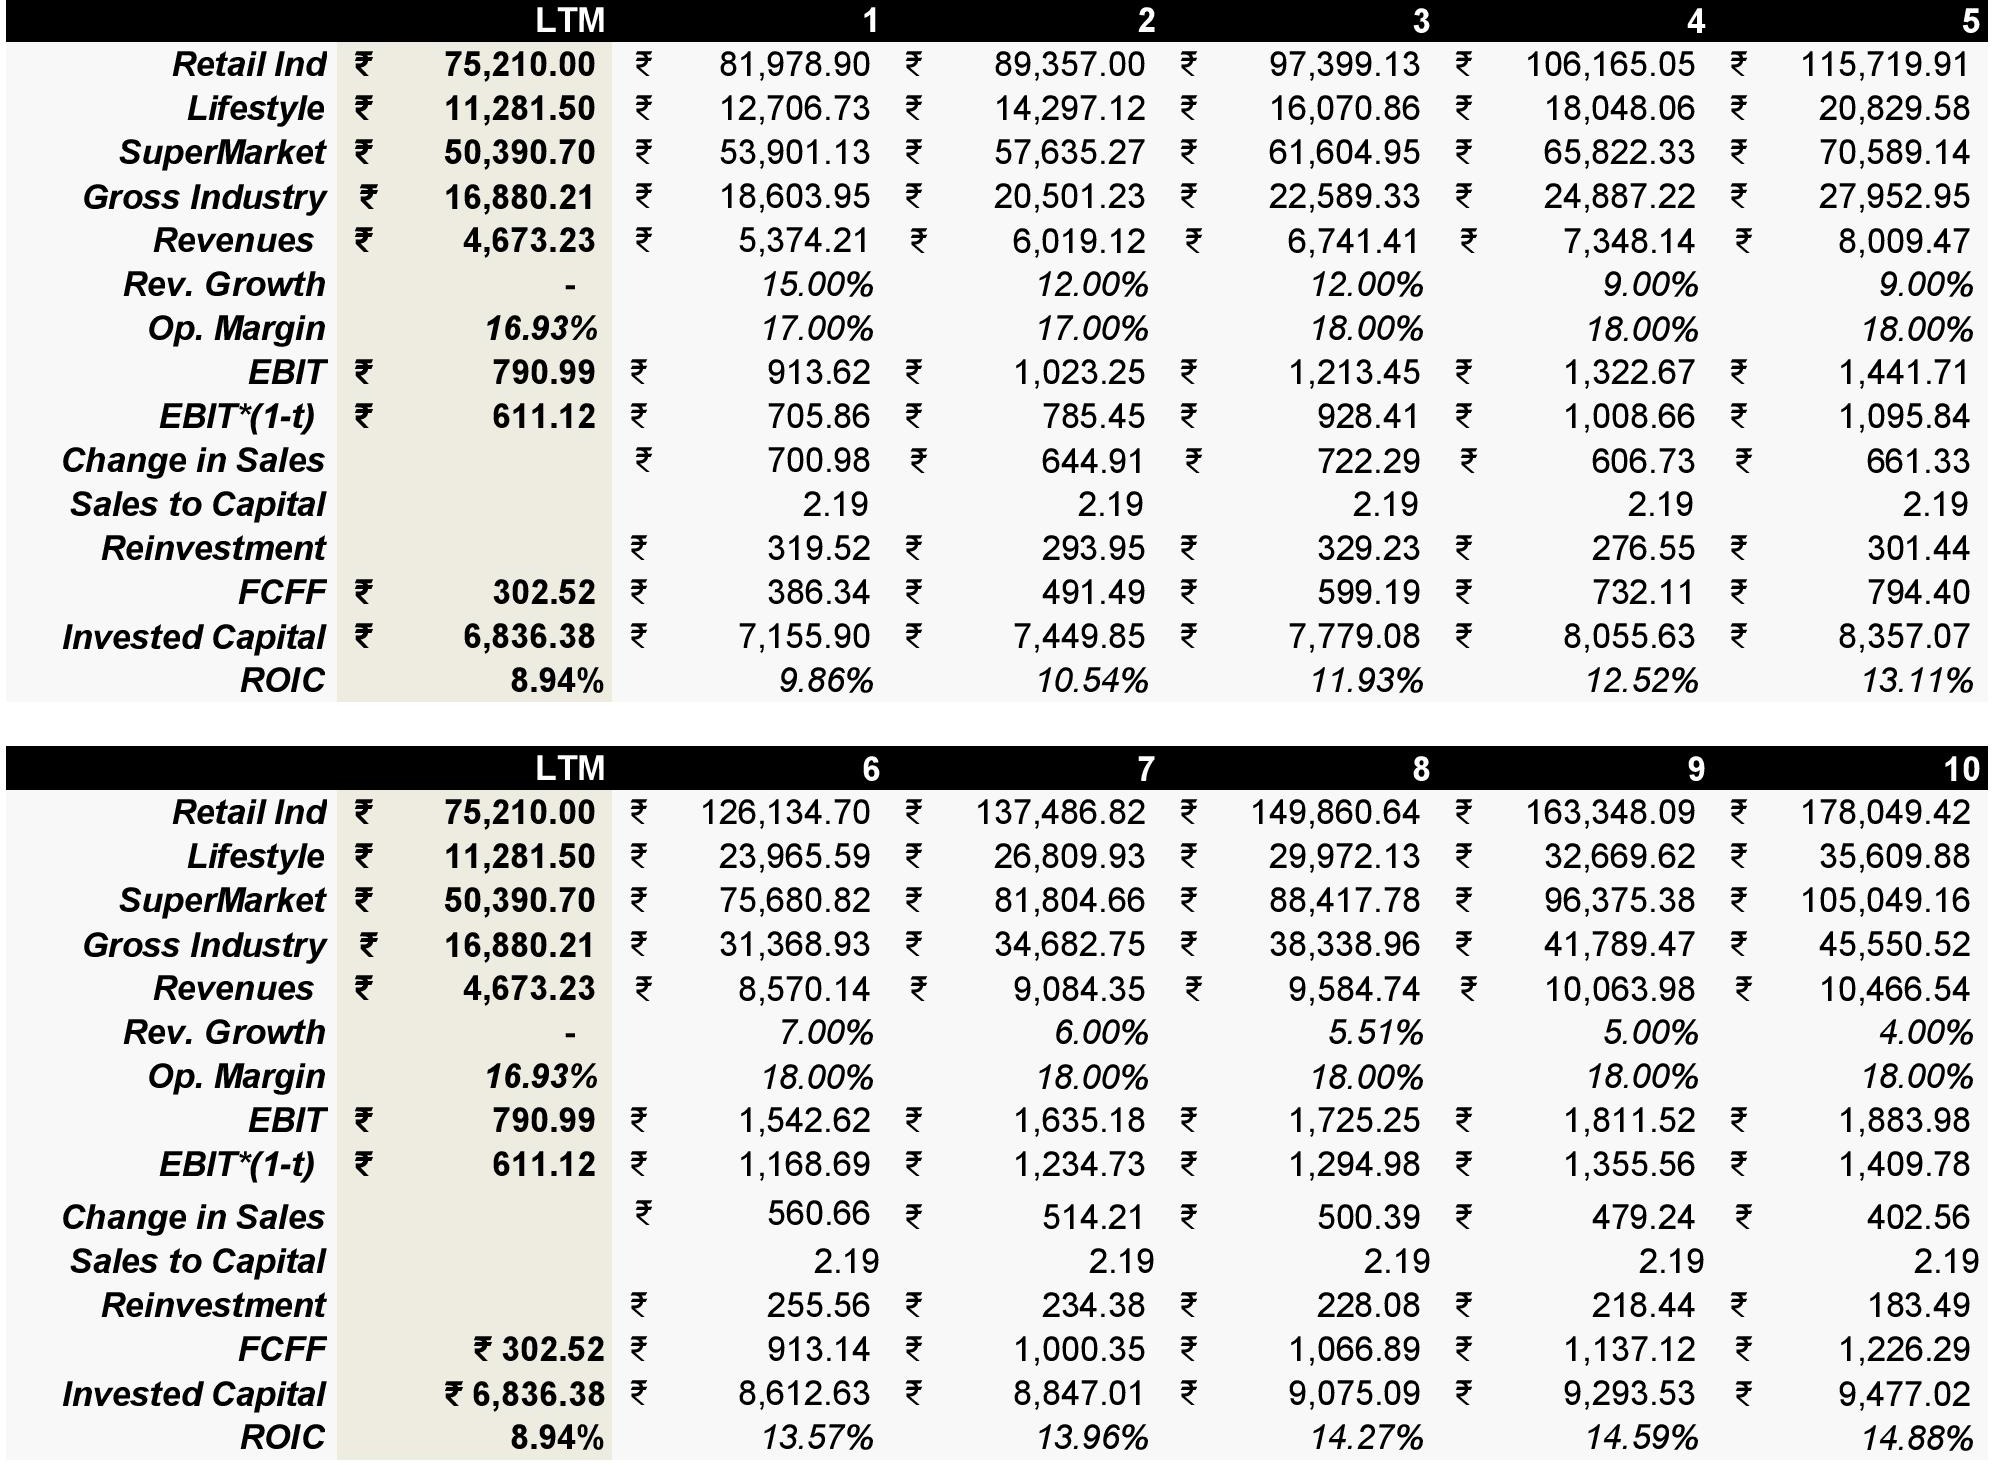 LTM 1 2 3 4 5
Retail Ind ₹ 75,210.00 ₹ 81,978.90 ₹ 89,357.00 ₹ 97,399.13 ₹ 106,165.05 ₹ 115,719.91
Lifestyle ₹ 11,281.50 ₹ 12,706.73 ₹ 14,297.12 ₹ 16,070.86 ₹ 18,048.06 ₹ 20,829.58
SuperMarket ₹ 50,390.70 ₹ 53,901.13 ₹ 57,635.27 ₹ 61,604.95 ₹ 65,822.33 ₹ 70,589.14
Gross Industry ₹ 16,880.21 ₹ 18,603.95 ₹ 20,501.23 ₹ 22,589.33 ₹ 24,887.22 ₹ 27,952.95
Revenues ₹ 4,673.23 ₹ 5,374.21 ₹ 6,019.12 ₹ 6,741.41 ₹ 7,348.14 ₹ 8,009.47
Rev. Growth - 15.00% 12.00% 12.00% 9.00% 9.00%
Op. Margin 16.93% 17.00% 17.00% 18.00% 18.00% 18.00%
EBIT ₹ 790.99 ₹ 913.62 ₹ 1,023.25 ₹ 1,213.45 ₹ 1,322.67 ₹ 1,441.71
EBIT*(1-t) ₹ 611.12 ₹ 705.86 ₹ 785.45 ₹ 928.41 ₹ 1,008.66 ₹ 1,095.84
Change in Sales ₹ 700.98 ₹ 644.91 ₹ 722.29 ₹ 606.73 ₹ 661.33
Sales to Capital 2.19 2.19 2.19 2.19 2.19
Reinvestment ₹ 319.52 ₹ 293.95 ₹ 329.23 ₹ 276.55 ₹ 301.44
FCFF ₹ 302.52 ₹ 386.34 ₹ 491.49 ₹ 599.19 ₹ 732.11 ₹ 794.40
Invested Capital ₹ 6,836.38 ₹ 7,155.90 ₹ 7,449.85 ₹ 7,779.08 ₹ 8,055.63 ₹ 8,357.07
ROIC 8.94% 9.86% 10.54% 11.93% 12.52% 13.11%
LTM 6 7 8 9 10
Retail Ind ₹ 75,210.00 ₹ 126,134.70 ₹ 137,486.82 ₹ 149,860.64 ₹ 163,348.09 ₹ 178,049.42
Lifestyle ₹ 11,281.50 ₹ 23,965.59 ₹ 26,809.93 ₹ 29,972.13 ₹ 32,669.62 ₹ 35,609.88
SuperMarket ₹ 50,390.70 ₹ 75,680.82 ₹ 81,804.66 ₹ 88,417.78 ₹ 96,375.38 ₹ 105,049.16
Gross Industry ₹ 16,880.21 ₹ 31,368.93 ₹ 34,682.75 ₹ 38,338.96 ₹ 41,789.47 ₹ 45,550.52
Revenues ₹ 4,673.23 ₹ 8,570.14 ₹ 9,084.35 ₹ 9,584.74 ₹ 10,063.98 ₹ 10,466.54
Rev. Growth - 7.00% 6.00% 5.51% 5.00% 4.00%
Op. Margin 16.93% 18.00% 18.00% 18.00% 18.00% 18.00%
EBIT ₹ 790.99 ₹ 1,542.62 ₹ 1,635.18 ₹ 1,725.25 ₹ 1,811.52 ₹ 1,883.98
EBIT*(1-t) ₹ 611.12 ₹ 1,168.69 ₹ 1,234.73 ₹ 1,294.98 ₹ 1,355.56 ₹ 1,409.78
Change in Sales ₹ 560.66 ₹ 514.21 ₹ 500.39 ₹ 479.24 ₹ 402.56
Sales to Capital 2.19 2.19 2.19 2.19 2.19
Reinvestment ₹ 255.56 ₹ 234.38 ₹ 228.08 ₹ 218.44 ₹ 183.49
FCFF ₹ 302.52 ₹ 913.14 ₹ 1,000.35 ₹ 1,066.89 ₹ 1,137.12 ₹ 1,226.29
Invested Capital ₹ 6,836.38 ₹ 8,612.63 ₹ 8,847.01 ₹ 9,075.09 ₹ 9,293.53 ₹ 9,477.02
ROIC 8.94% 13.57% 13.96% 14.27% 14.59% 14.88%